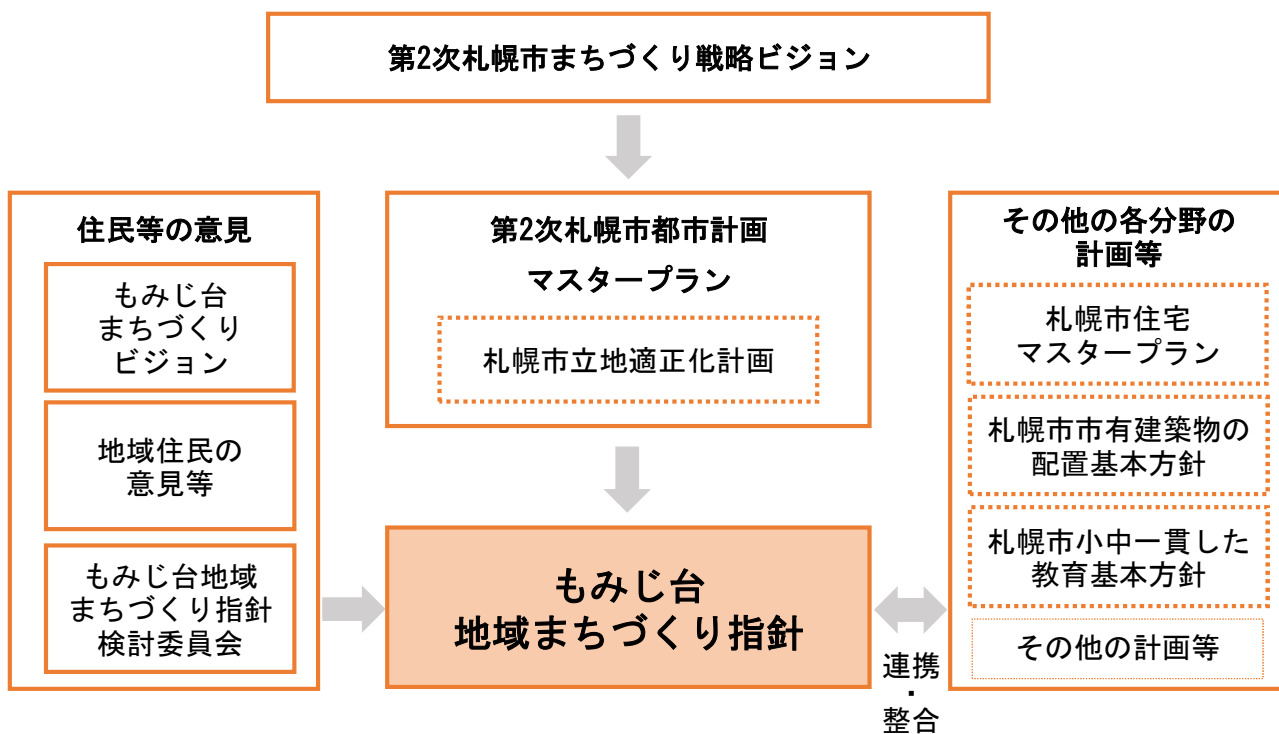 第2次札幌市まちづくり戦略ビジョン
住民等の意見
もみじ台
まちづくり
ビジョン
地域住民の
意見等
もみじ台地域
まちづくり指針
検討委員会
第2次札幌市都市計画
マスタープラン
札幌市立地適正化計画
もみじ台
地域まちづくり指針
連携
・
整合
その他の各分野の
計画等
札幌市住宅
マスタープラン
札幌市市有建築物の
配置基本方針
札幌市小中一貫した
教育基本方針
その他の計画等